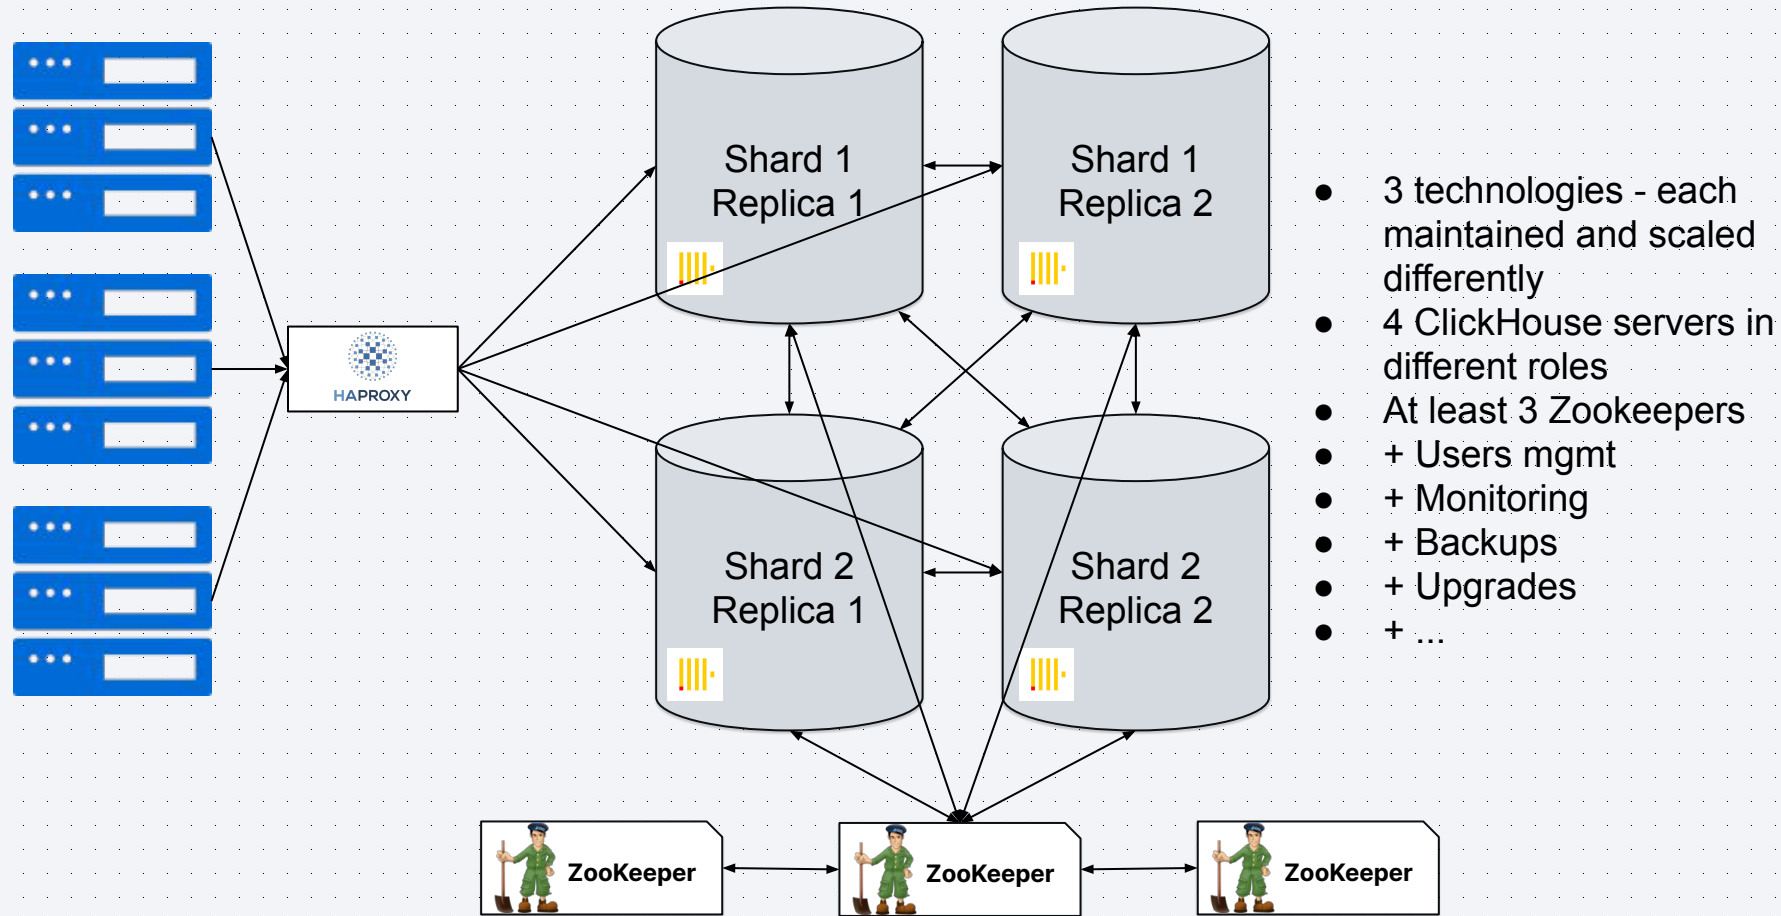 Shard 1
Replica 1
Shard 1
Replica 2
HAPROXY
Shard 2
Replica 1
Shard 2
Replica 2
ZooKeeper
ZooKeeper
ZooKeeper
● 3 technologies - each
maintained and scaled
differently
● 4 ClickHouse servers in
different roles
● At least 3 Zookeepers
● + Users mgmt
● + Monitoring
● + Backups
● + Upgrades
● + ...